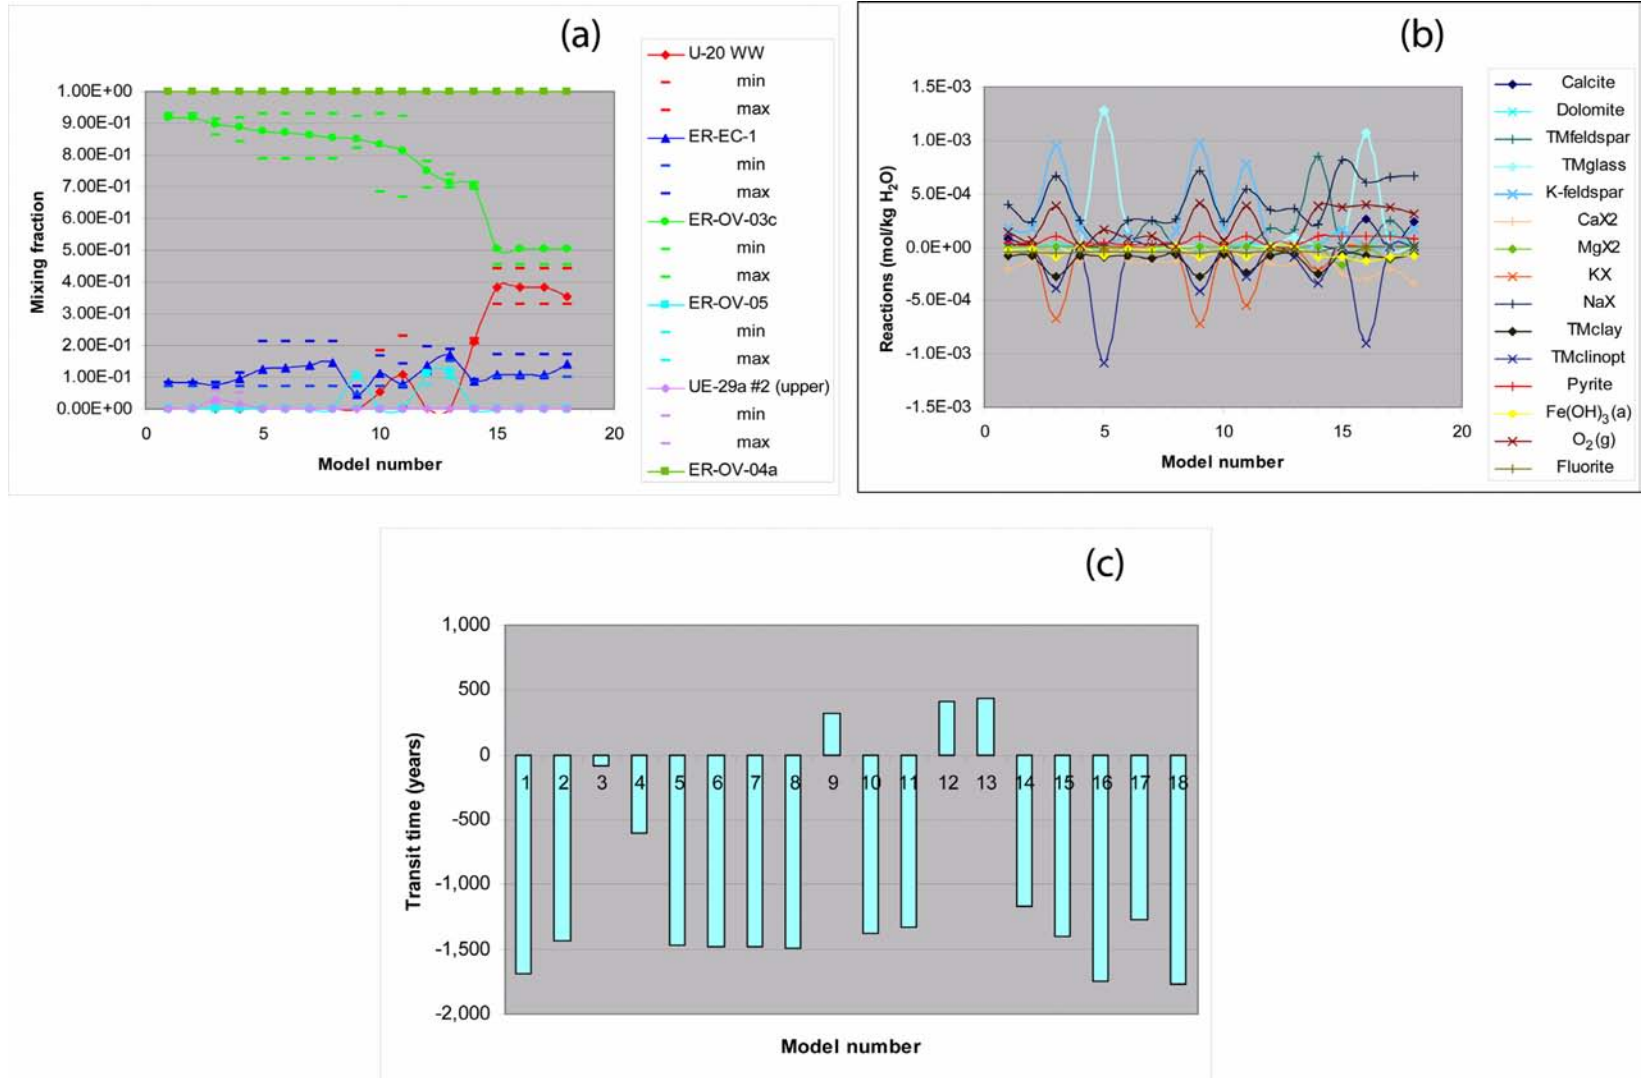 (a)
1.00E+00
9.00E-01
8.00E-01
7.00E-01
6.00E-01
5.00E-01
4.00E-01
3.00E-01
2.00E-01
1.00E-01
0.00E+00
Mixing fraction
0 5 10 15 20
Model number
U-20 WW
min
max
ER-EC-1
min
max
ER-OV-03c
min
max
ER-OV-05
min
max
UE-29a #2 (upper)
min
max
ER-OV-04a
(b)
1.5E-03
1.0E-03
5.0E-04
0.0E+00
-5.0E-04
-1.0E-03
-1.5E-03
Reactions (mol/kg H₂O)
0 5 10 15 20
Model number
Calcite
Dolomite
TMfeldspar
TMglass
K-feldspar
CaX2
MgX2
KX
NaX
TMclay
TMclinopt
Pyrite
Fe(OH)₃(a)
O₂(g)
Fluorite
(c)
1,000
500
0
-500
-1,000
-1,500
-2,000
Transit time (years)
1 2 3 4 5 6 7 8 9 10 11 12 13 14 15 16 17 18
Model number